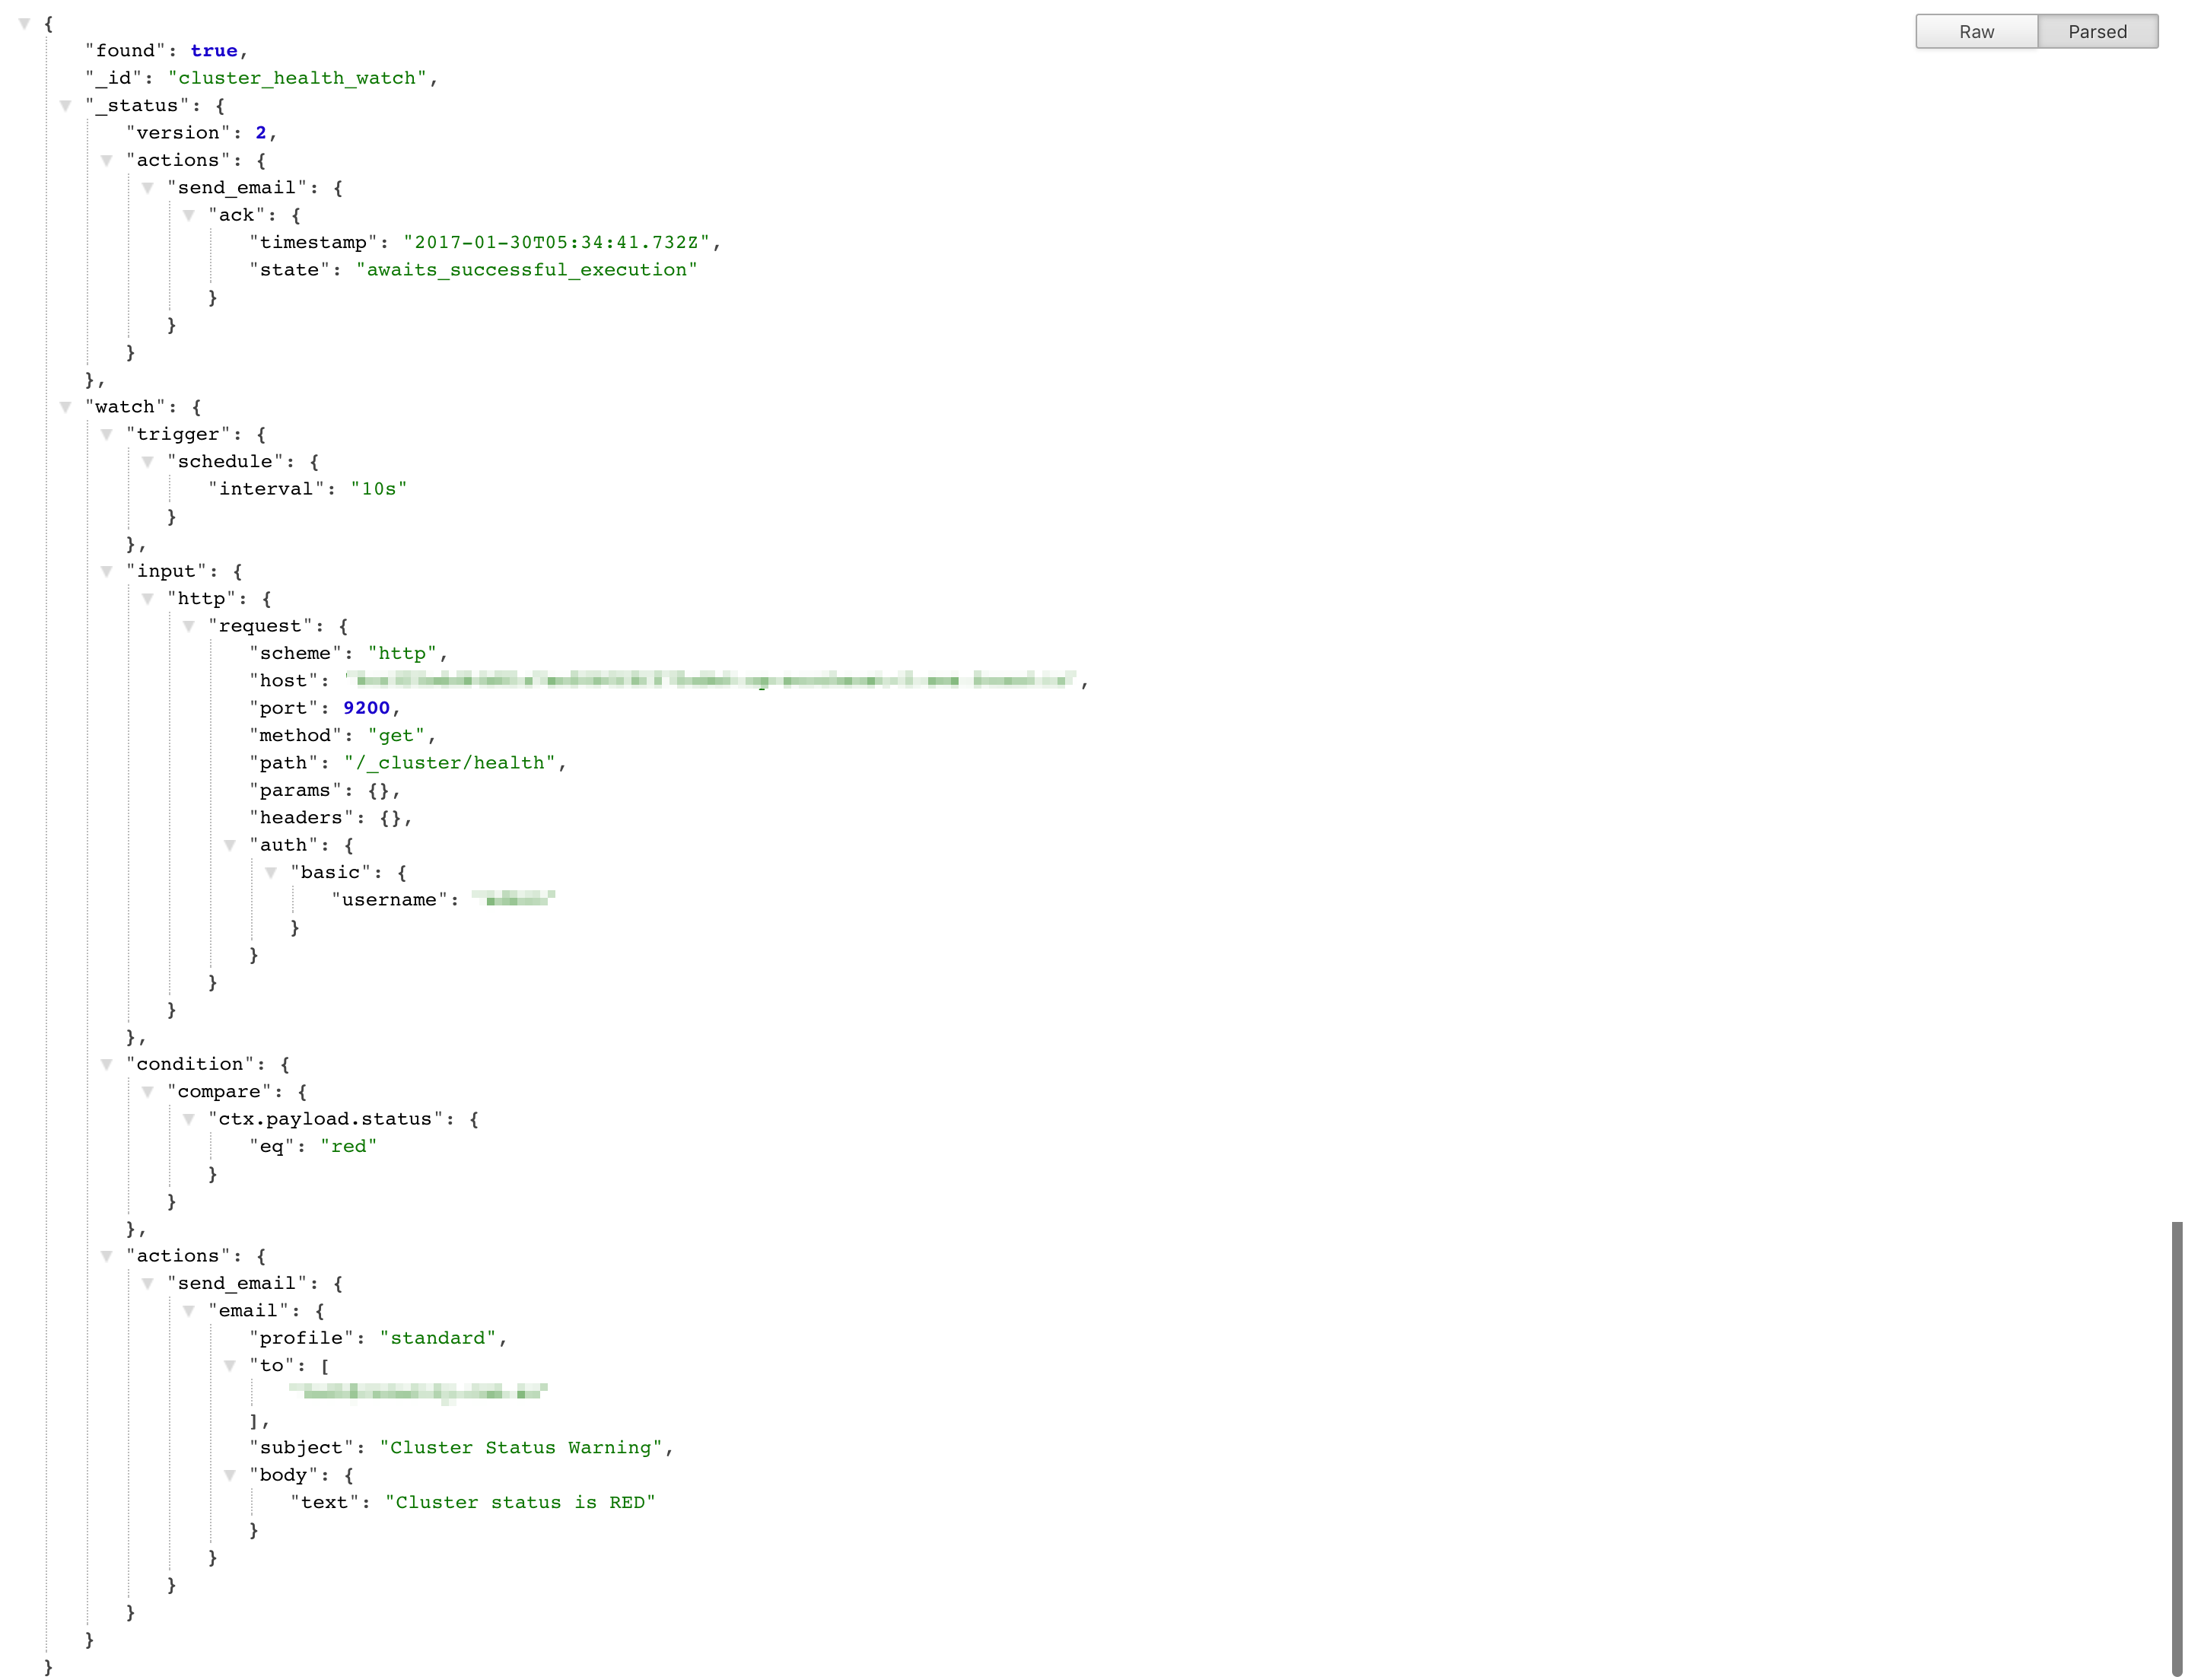 {
Raw Parsed
"found": true,
"_id": "cluster_health_watch",
"_status": {
"version": 2,
"actions": {
"send_email": {
"ack": {
"timestamp": "2017-01-30T05:34:41.732Z",
"state": "awaits_successful_execution"
}
}
}
},
"watch": {
"trigger": {
"schedule": {
"interval": "10s"
}
},
"input": {
"http": {
"request": {
"scheme": "http",
"host": ,
"port": 9200,
"method": "get",
"path": "/_cluster/health",
"params": {},
"headers": {},
"auth": {
"basic": {
"username":
}
}
}
}
},
"condition": {
"compare": {
"ctx.payload.status": {
"eq": "red"
}
}
},
"actions": {
"send_email": {
"email": {
"profile": "standard",
"to": [
],
"subject": "Cluster Status Warning",
"body": {
"text": "Cluster status is RED"
}
}
}
}
}
}